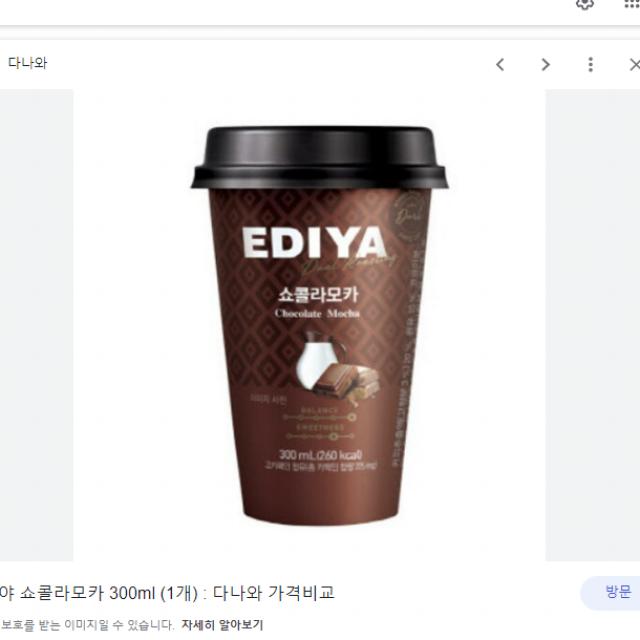 다나와
EDIYA
Dual Roasting
쇼콜라모카
Chocolate Mocha
이미지 사진
BALANCE
SWEETNESS
300 mL(260 kcal)
야 쇼콜라모카 300ml (1개) : 다나와 가격비교
방문
보호를 받는 이미지일 수 있습니다. 자세히 알아보기